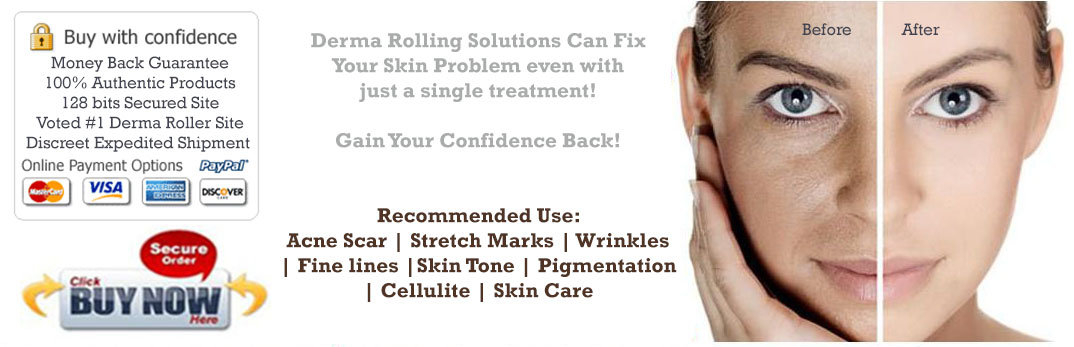 Buy with confidence
Money Back Guarantee
100% Authentic Products
128 bits Secured Site
Voted #1 Derma Roller Site
Discreet Expedited Shipment
Online Payment Options PayPal
MasterCard VISA AMERICAN EXPRESS DISCOVER CARD
Secure
Order
Click
BUY NOW
Here
Derma Rolling Solutions Can Fix
Your Skin Problem even with
just a single treatment!
Gain Your Confidence Back!
Recommended Use:
Acne Scar | Stretch Marks | Wrinkles
| Fine lines |Skin Tone | Pigmentation
| Cellulite | Skin Care
Before After